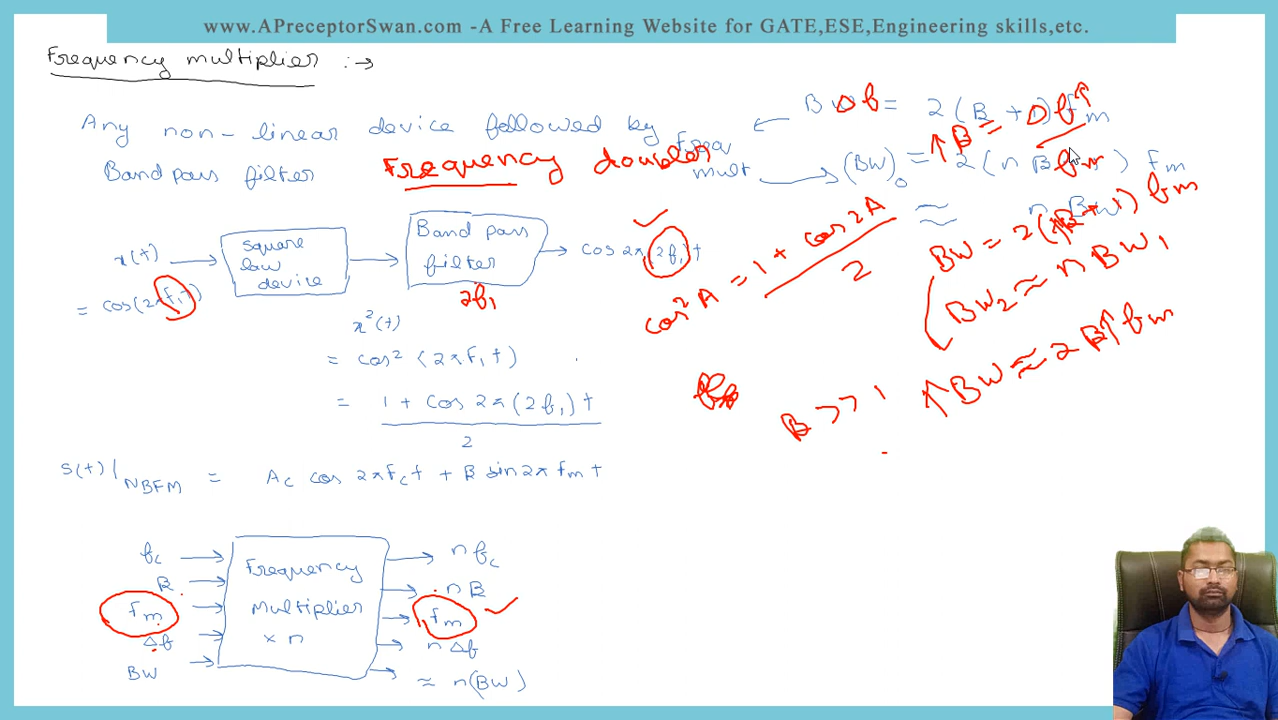 www.APreceptorSwan.com -A Free Learning Website for GATE,ESE,Engineering skills,etc.
Frequency multiplier :→
Any non-linear device followed by
Band pass filter
Frequency doubler
mult
(BW)₀ = 2(nβ ) fm
x(t)
= cos(2πf₁t)
square
law
device
Band pass
filter
2f₁
cos 2π(2f₁)t
x²(t)
= cos² (2πf₁t)
= 1 + cos 2π(2f₁)t
2
cos²A = 1 + cos 2A
2
BW = 2(β+1) fm
BW₂ ≈ n BW₁
↑BW ≈ 2β↑ fm
β >> 1
s(t)|NBFM = Ac cos 2πfct + β sin2πfmt
fc
β
fm
Δf
BW
Frequency
Multiplier
× n
n fc
n β
fm
n Δf
≈ n(BW)